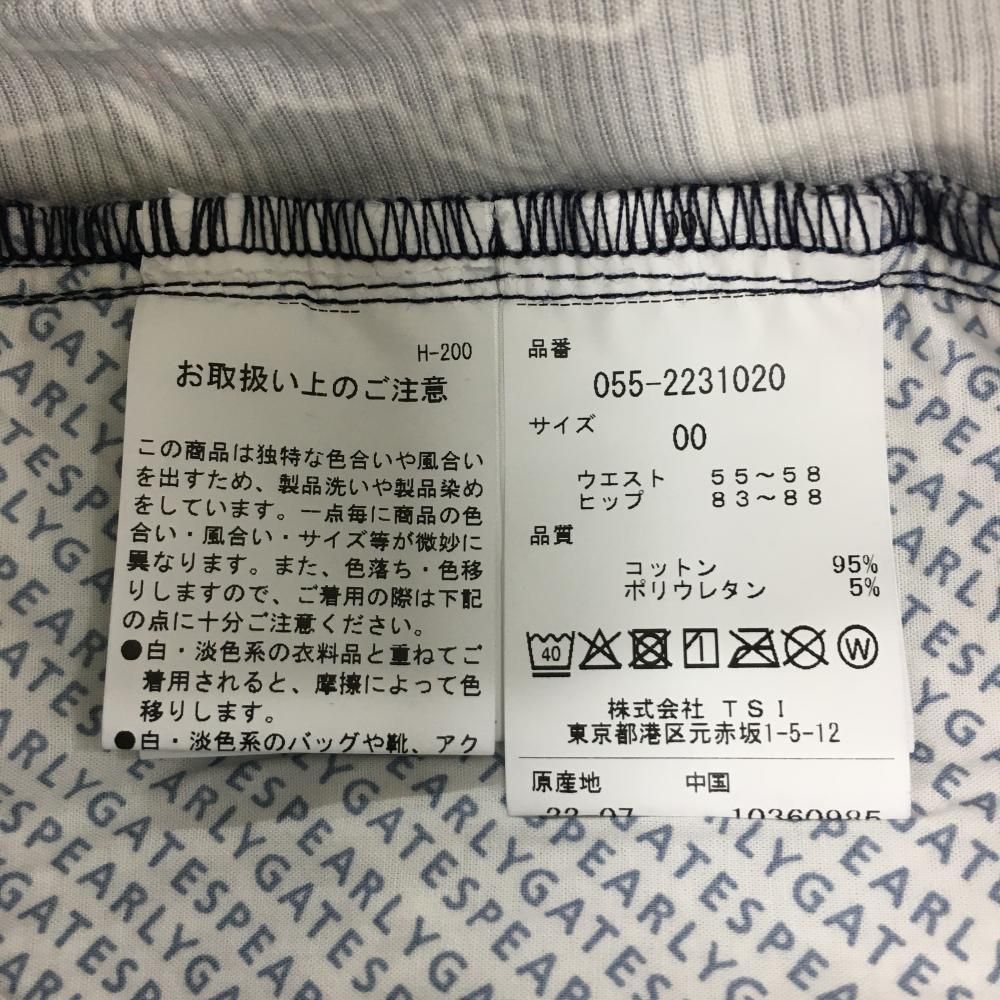 H-200
お取扱い上のご注意
この商品は独特な色合いや風合い
を出すため、製品洗いや製品染め
をしています。一点毎に商品の色
合い・風合い・サイズ等が微妙に
異なります。また、色落ち・色移
りしますので、ご着用の際は下記
の点に十分ご注意ください。
●白・淡色系の衣料品と重ねてご
着用されると、摩擦によって色
移りします。
●白・淡色系のバッグや靴、アク
品番
055-2231020
サイズ
00
ウエスト 55～58
ヒップ 83～88
品質
コットン 95%
ポリウレタン 5%
40
W
株式会社 TSI
東京都港区元赤坂1-5-12
原産地 中国
22-07 10360985
PEARLYGATES